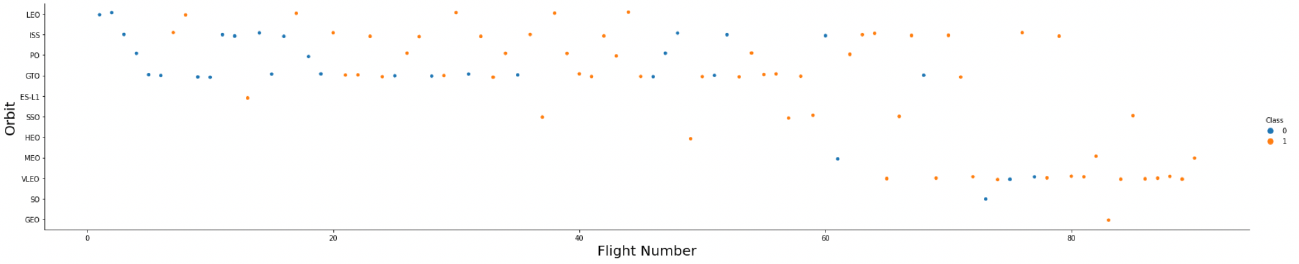 LEO
ISS
PO
GTO
ES-L1
SSO
HEO
MEO
VLEO
SO
GEO
Orbit
0 20 40 60 80
Flight Number
Class
0
1